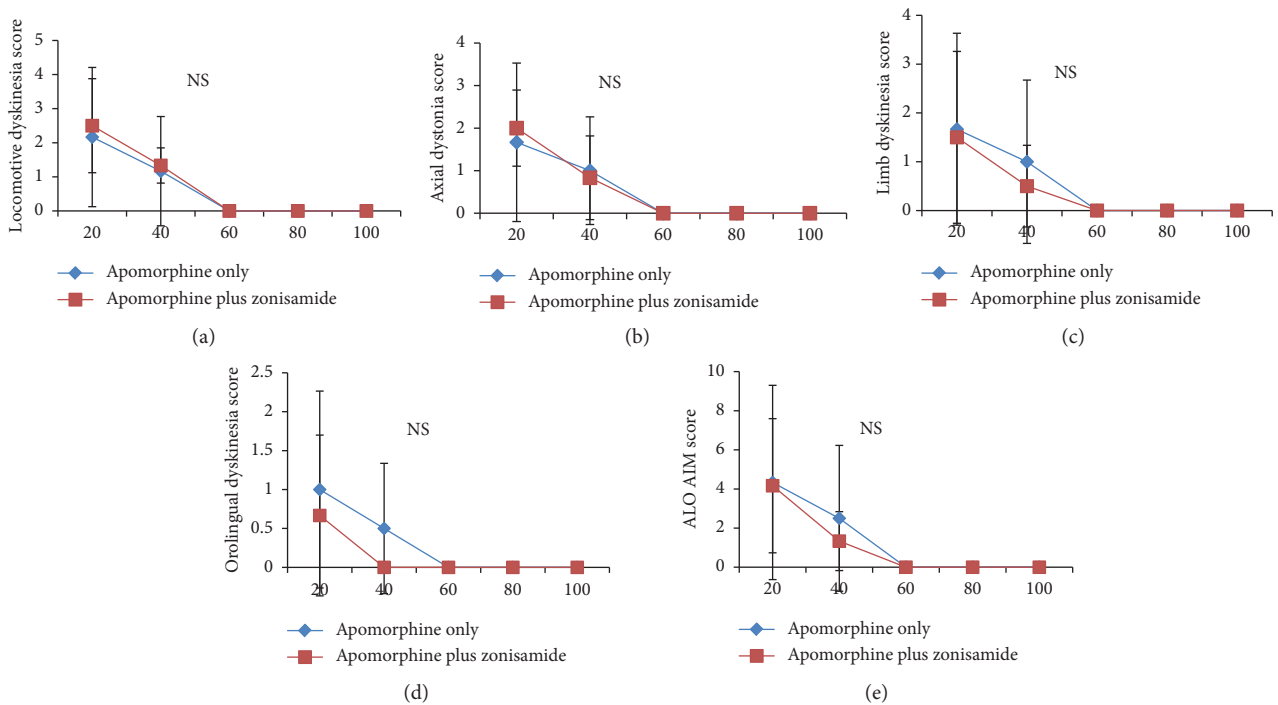 Locomotive dyskinesia score
5
4
3
2
1
0
NS
20 40 60 80 100
Apomorphine only
Apomorphine plus zonisamide
(a)
Axial dystonia score
4
3
2
1
0
NS
20 40 60 80 100
Apomorphine only
Apomorphine plus zonisamide
(b)
Limb dyskinesia score
4
3
2
1
0
NS
20 40 60 80 100
Apomorphine only
Apomorphine plus zonisamide
(c)
Orolingual dyskinesia score
2.5
2
1.5
1
0.5
0
NS
20 40 60 80 100
Apomorphine only
Apomorphine plus zonisamide
(d)
ALO AIM score
10
8
6
4
2
0
NS
20 40 60 80 100
Apomorphine only
Apomorphine plus zonisamide
(e)